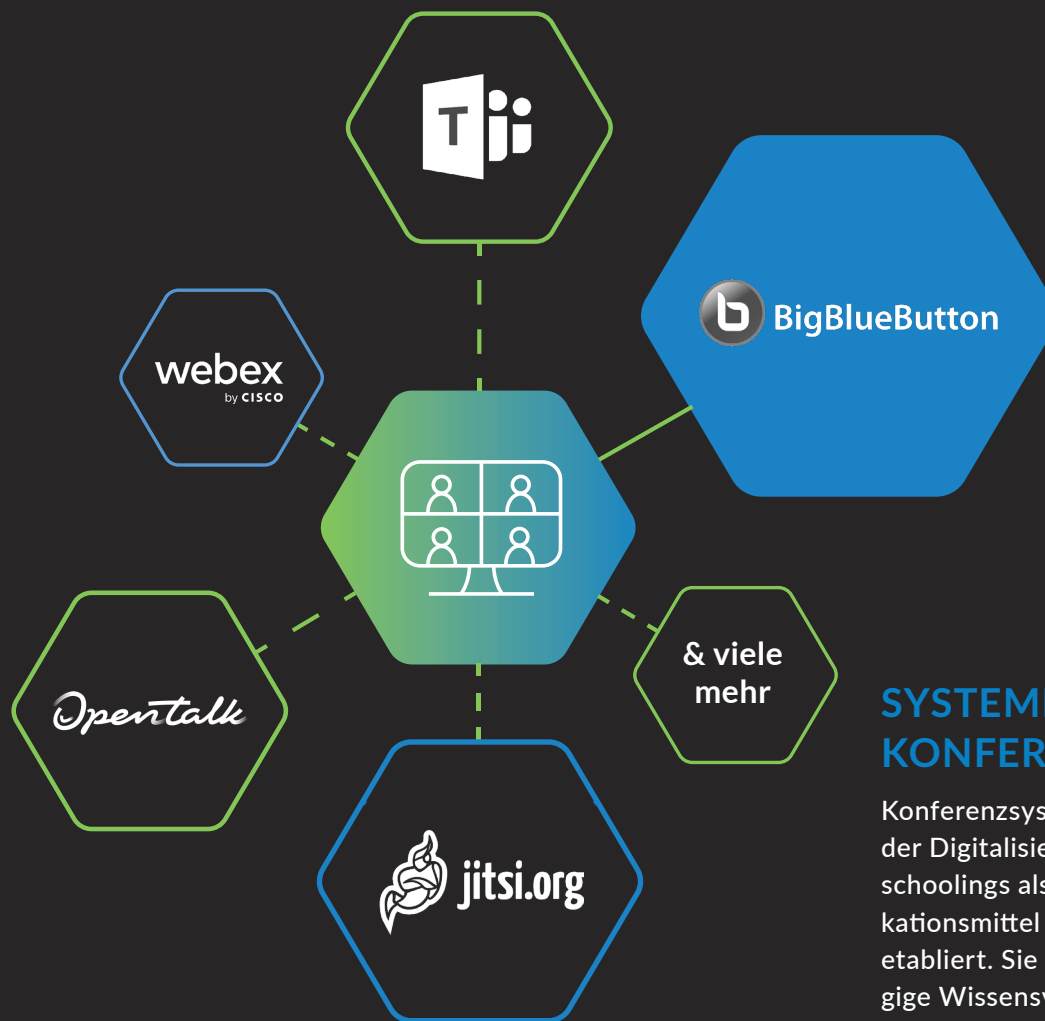 T
BigBlueButton
webex
by CISCO
& viele
mehr
Opentalk
jitsi.org
SYSTEM
KONFER
Konferenzsys
der Digitalisie
schoolings als
kationsmittel
etabliert. Sie
gige Wissensv